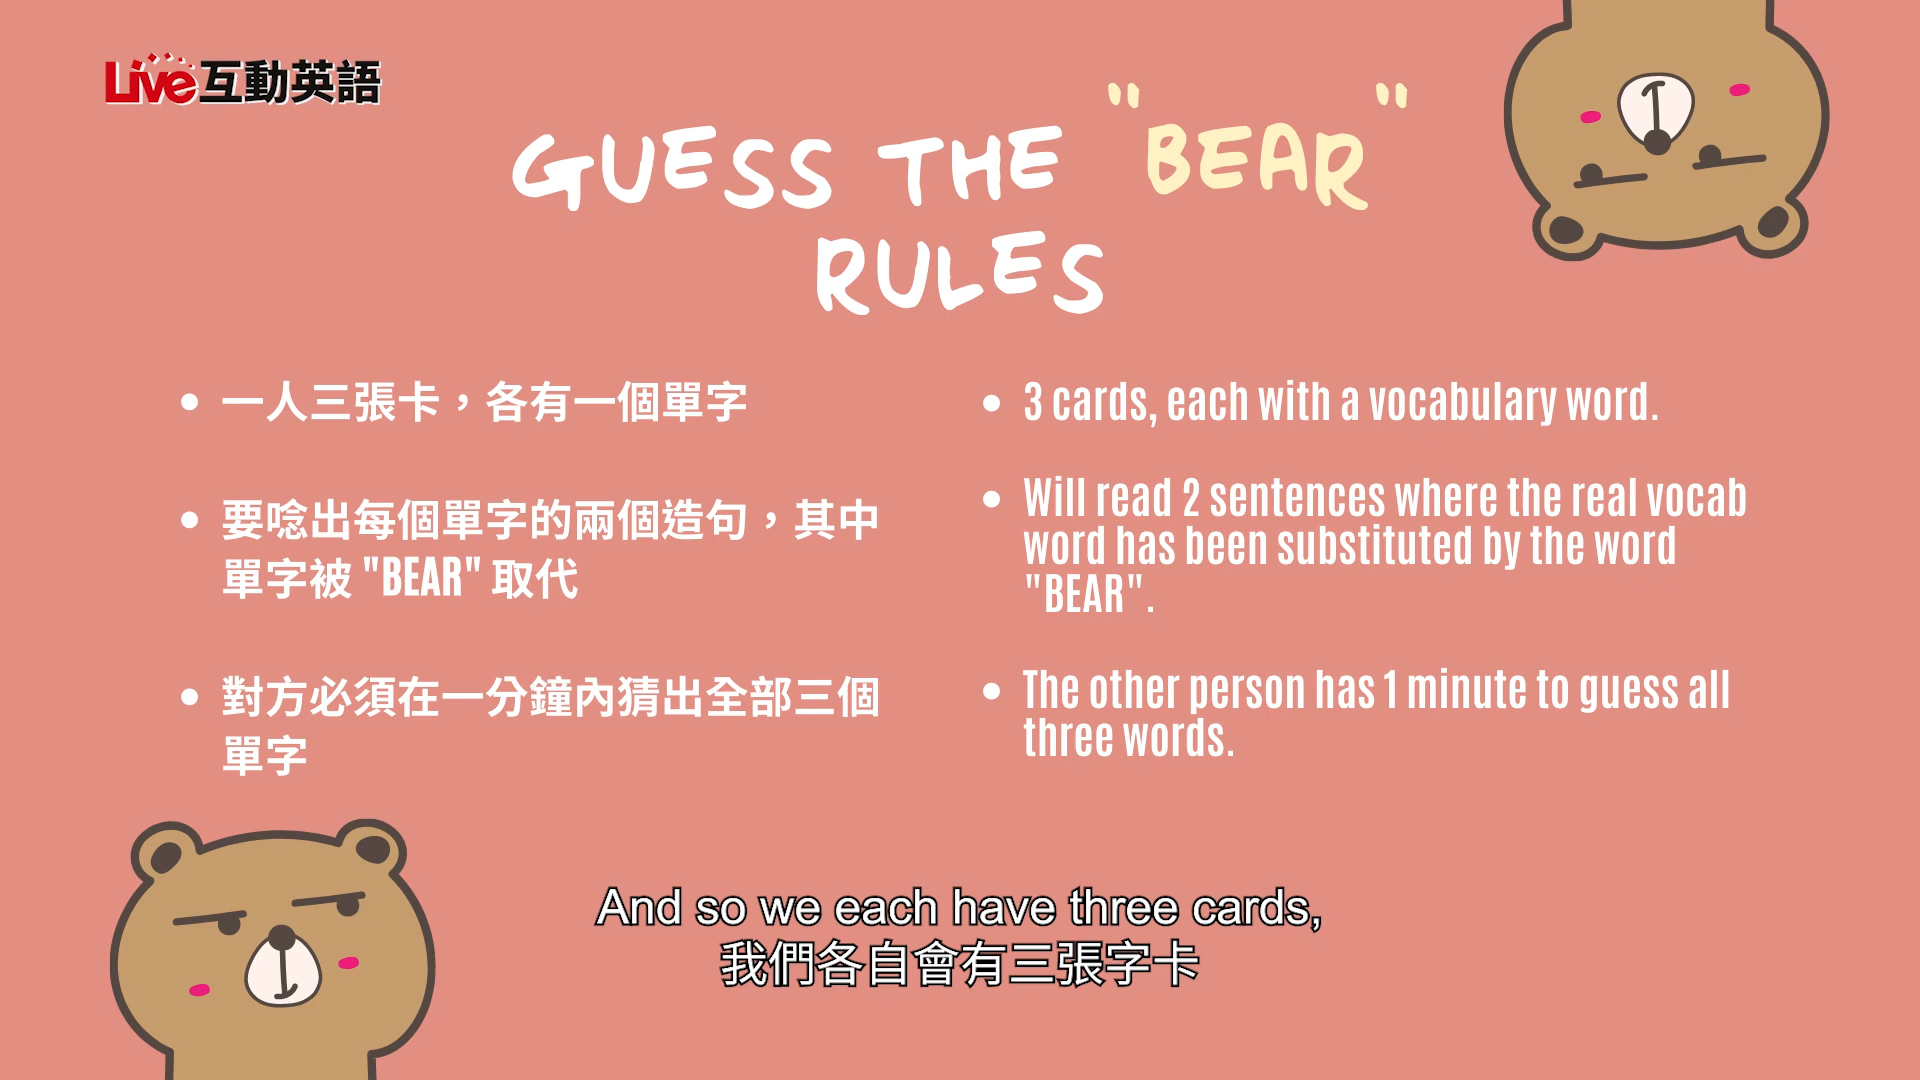 Live互動英語
GUESS THE "BEAR"
RULES
• 一人三張卡，各有一個單字
• 要唸出每個單字的兩個造句，其中
單字被 "BEAR" 取代
• 對方必須在一分鐘內猜出全部三個
單字
• 3 cards, each with a vocabulary word.
• Will read 2 sentences where the real vocab
word has been substituted by the word
"BEAR".
• The other person has 1 minute to guess all
three words.
And so we each have three cards,
我們各自會有三張字卡